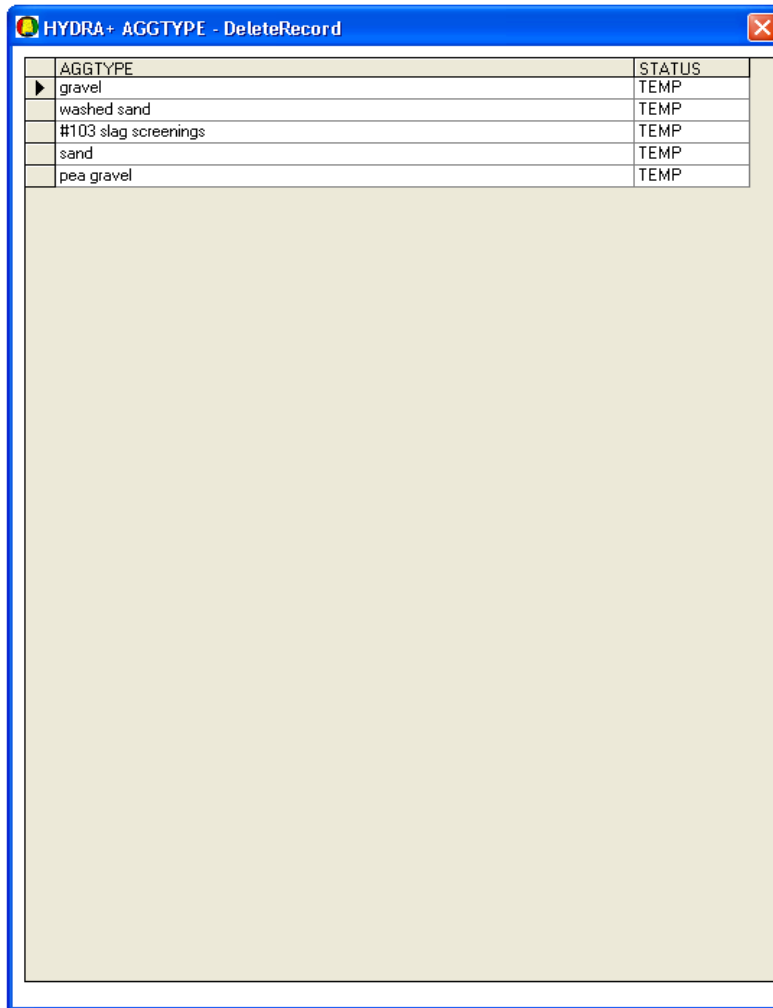 HYDRA+ AGGTYPE - DeleteRecord
AGGTYPE STATUS
gravel TEMP
washed sand TEMP
#103 slag screenings TEMP
sand TEMP
pea gravel TEMP